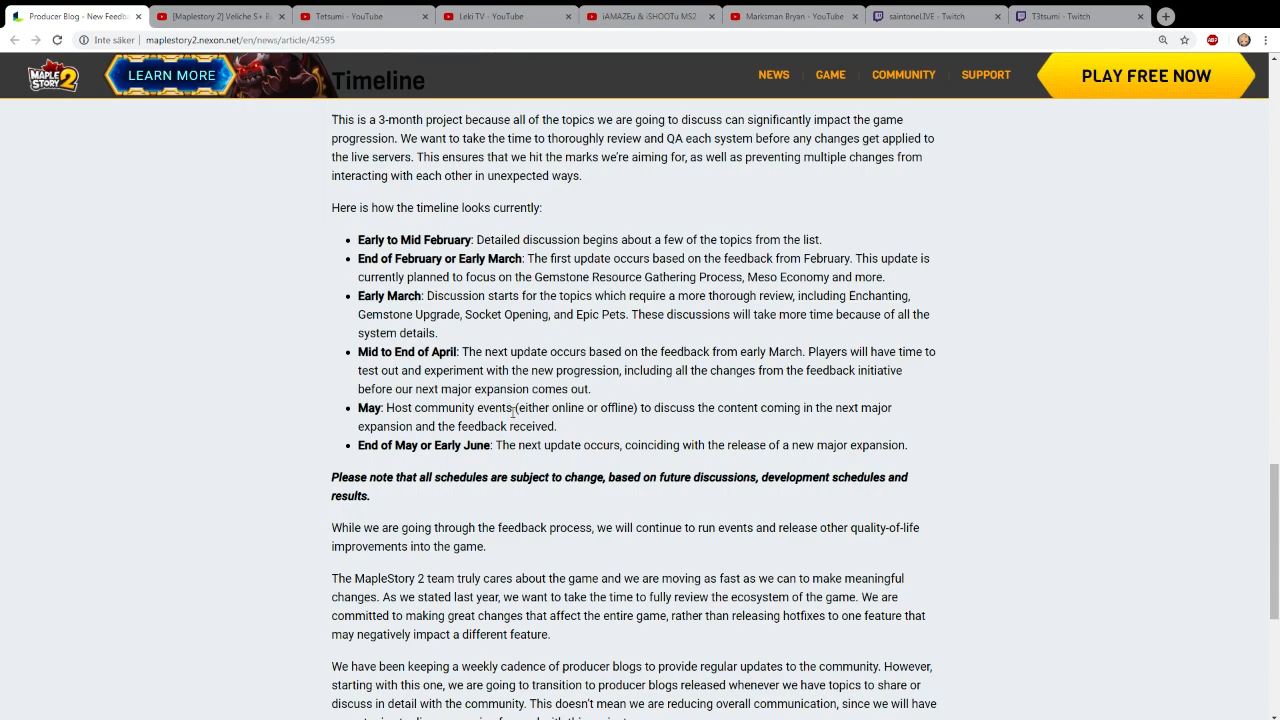 Producer Blog - New Feedba
[Maplestory 2] Veliche S+ B
Tetsumi - YouTube
Leki TV - YouTube
iAMAZEu & iSHOOTu MS2
Marksman Bryan - YouTube
saintoneLIVE - Twitch
T3tsumi - Twitch
Inte säker
maplestory2.nexon.net/en/news/article/42595
ABP
MAPLE STORY 2
LEARN MORE
NEWS
GAME
COMMUNITY
SUPPORT
PLAY FREE NOW
Timeline
This is a 3-month project because all of the topics we are going to discuss can significantly impact the game
progression. We want to take the time to thoroughly review and QA each system before any changes get applied to
the live servers. This ensures that we hit the marks we're aiming for, as well as preventing multiple changes from
interacting with each other in unexpected ways.
Here is how the timeline looks currently:
Early to Mid February: Detailed discussion begins about a few of the topics from the list.
End of February or Early March: The first update occurs based on the feedback from February. This update is
currently planned to focus on the Gemstone Resource Gathering Process, Meso Economy and more.
Early March: Discussion starts for the topics which require a more thorough review, including Enchanting,
Gemstone Upgrade, Socket Opening, and Epic Pets. These discussions will take more time because of all the
system details.
Mid to End of April: The next update occurs based on the feedback from early March. Players will have time to
test out and experiment with the new progression, including all the changes from the feedback initiative
before our next major expansion comes out.
May: Host community events (either online or offline) to discuss the content coming in the next major
expansion and the feedback received.
End of May or Early June: The next update occurs, coinciding with the release of a new major expansion.
Please note that all schedules are subject to change, based on future discussions, development schedules and
results.
While we are going through the feedback process, we will continue to run events and release other quality-of-life
improvements into the game.
The MapleStory 2 team truly cares about the game and we are moving as fast as we can to make meaningful
changes. As we stated last year, we want to take the time to fully review the ecosystem of the game. We are
committed to making great changes that affect the entire game, rather than releasing hotfixes to one feature that
may negatively impact a different feature.
We have been keeping a weekly cadence of producer blogs to provide regular updates to the community. However,
starting with this one, we are going to transition to producer blogs released whenever we have topics to share or
discuss in detail with the community. This doesn't mean we are reducing overall communication, since we will have